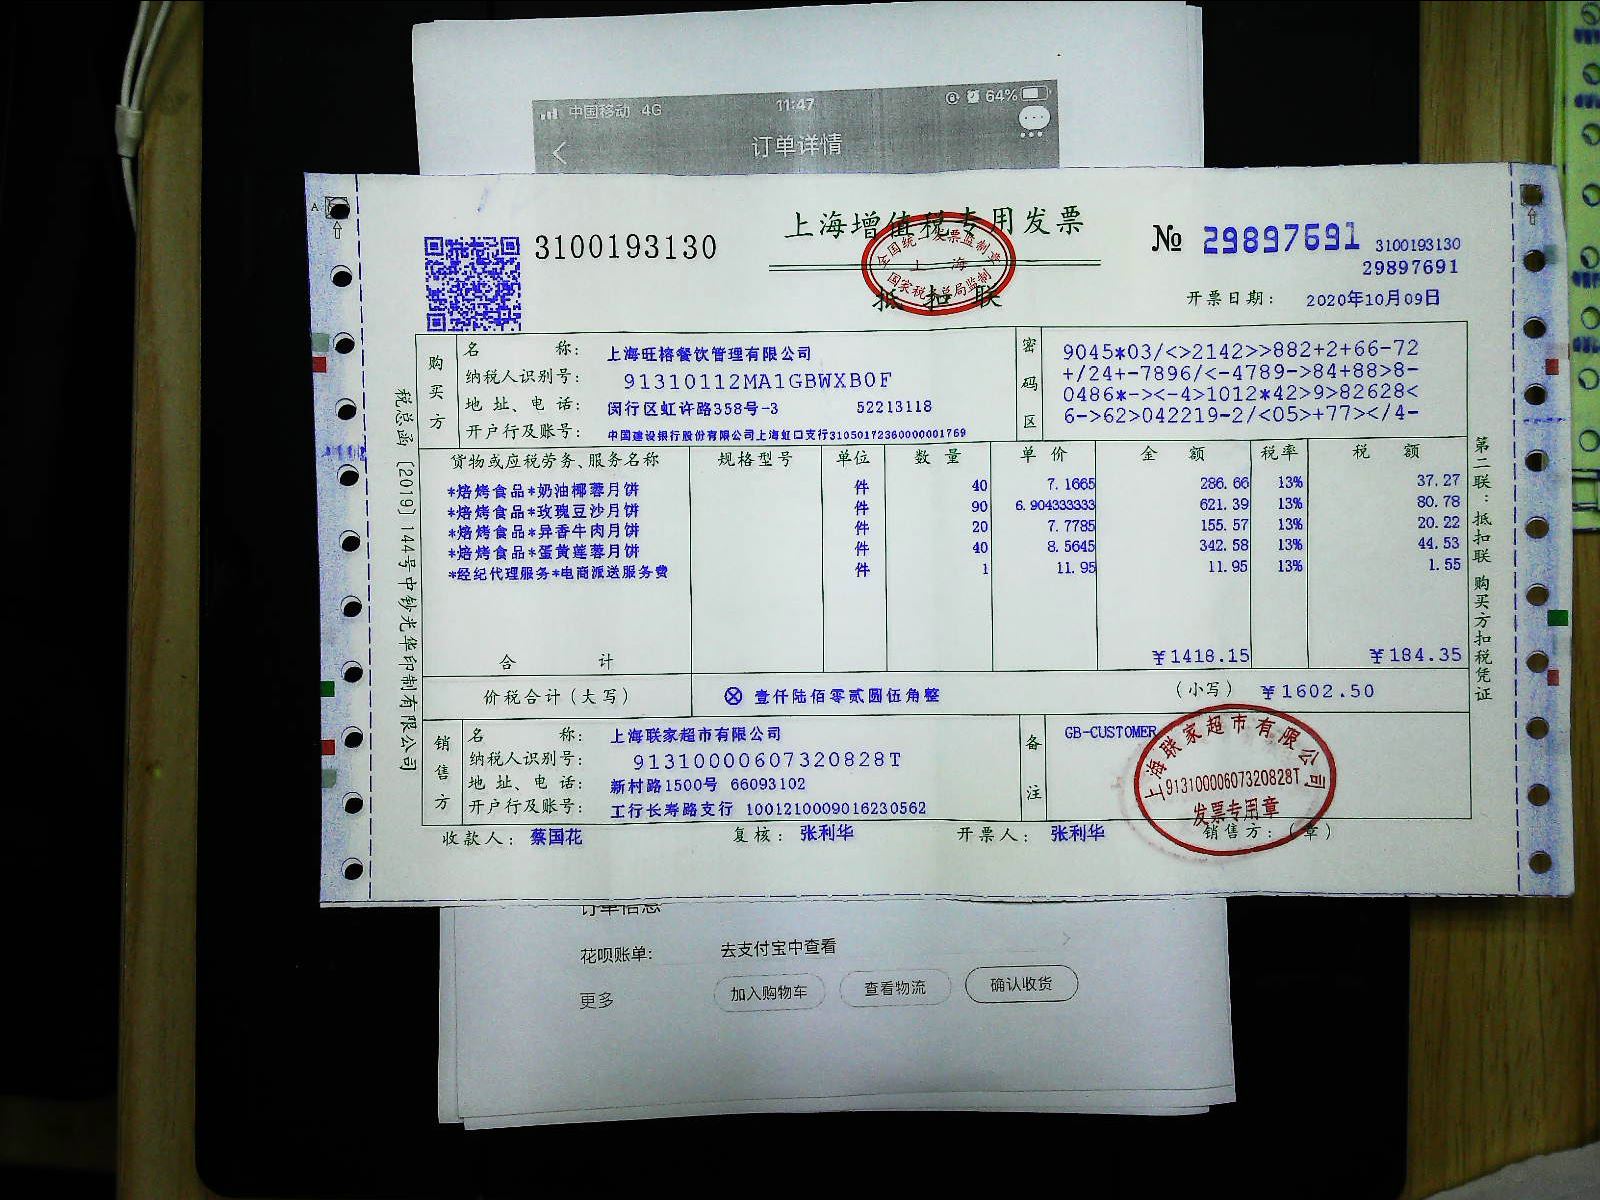 中国移动 4G 11:47 64%
订单详情
上海增值税专用发票
抵扣联
全国统一发票监制章
上海
国家税务总局监制
3100193130
№ 29897691
3100193130
29897691
开票日期: 2020年10月09日
购买方
名 称: 上海旺榕餐饮管理有限公司
纳税人识别号: 91310112MA1GBWXB0F
地 址、电 话: 闵行区虹许路358号-3 52213118
开户行及账号: 中国建设银行股份有限公司上海虹口支行31050172360000001769
密码区
9045*03/<>2142>>882+2+66-72
+/24+-7896/<-4789->84+88>8-
0486*-><-4>1012*42>9>82628<
6->62>042219-2/<05>+77></4-
货物或应税劳务、服务名称 规格型号 单位 数 量 单 价 金 额 税率 税 额
*焙烤食品*奶油椰蓉月饼 件 40 7.1665 286.66 13% 37.27
*焙烤食品*玫瑰豆沙月饼 件 90 6.904333333 621.39 13% 80.78
*焙烤食品*异香牛肉月饼 件 20 7.7785 155.57 13% 20.22
*焙烤食品*蛋黄莲蓉月饼 件 40 8.5645 342.58 13% 44.53
*经纪代理服务*电商派送服务费 件 1 11.95 11.95 13% 1.55
合 计 ¥1418.15 ¥184.35
价税合计(大写) ⊗ 壹仟陆佰零贰圆伍角整 (小写) ¥1602.50
销售方
名 称: 上海联家超市有限公司
纳税人识别号: 91310000607320828T
地 址、电 话: 新村路1500号 66093102
开户行及账号: 工行长寿路支行 1001210009016230562
备注
GB-CUSTOMER
上海联家超市有限公司
91310000607320828T
发票专用章
收款人: 蔡国花 复核: 张利华 开票人: 张利华 销售方:(章)
税总函 [2019] 144号中钞光华印制有限公司
第二联:抵扣联 购买方扣税凭证
订单信息
花呗账单: 去支付宝中查看
更多 加入购物车 查看物流 确认收货